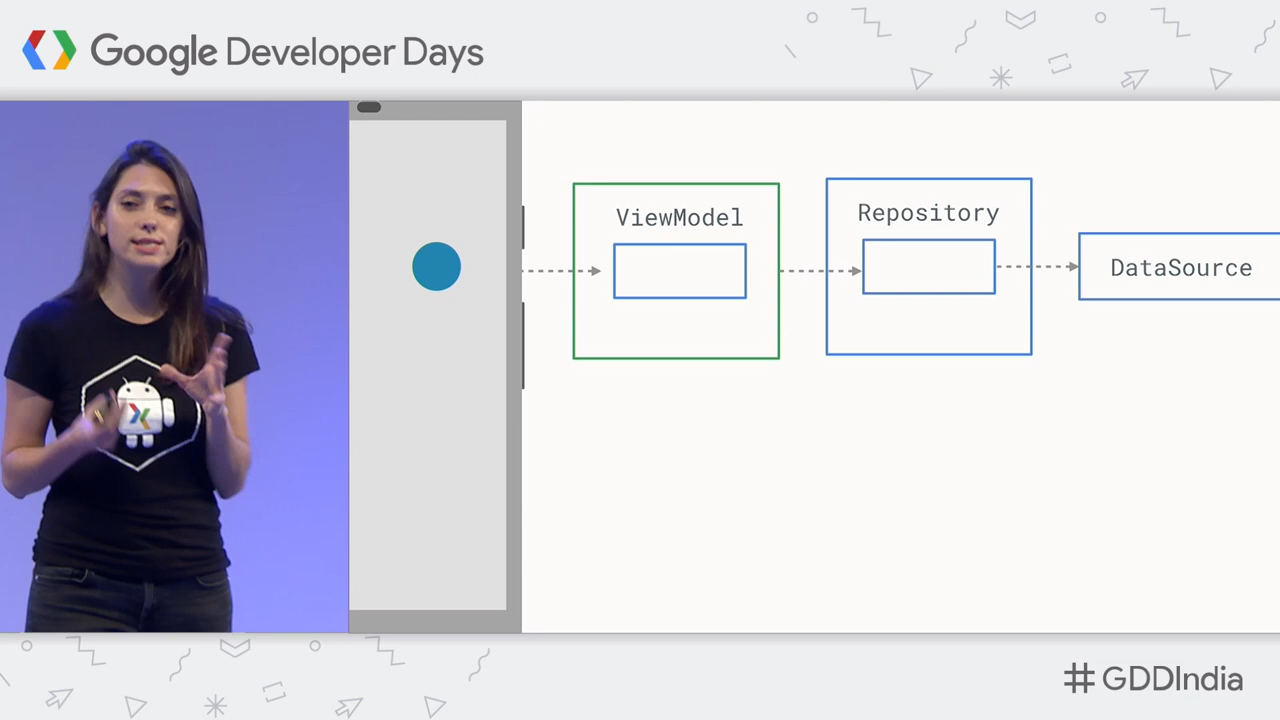 Google Developer Days
ViewModel
Repository
DataSource
#GDDIndia